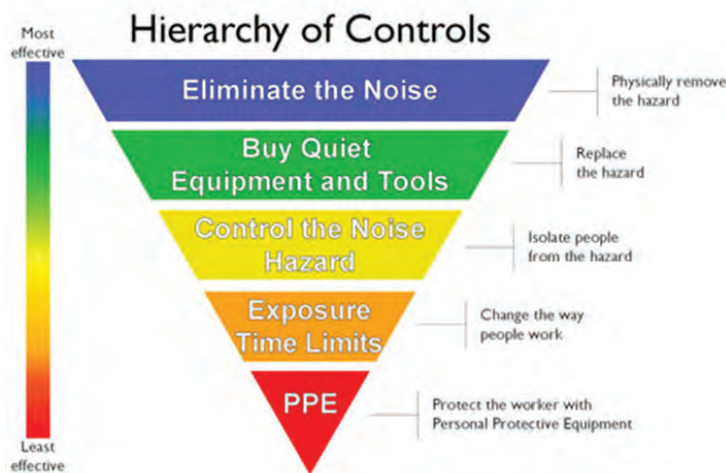 Hierarchy of Controls
Most
effective
Eliminate the Noise
Physically remove
the hazard
Buy Quiet
Equipment and Tools
Replace
the hazard
Control the Noise
Hazard
Isolate people
from the hazard
Exposure
Time Limits
Change the way
people work
PPE
Protect the worker with
Personal Protective Equipment
Least
effective